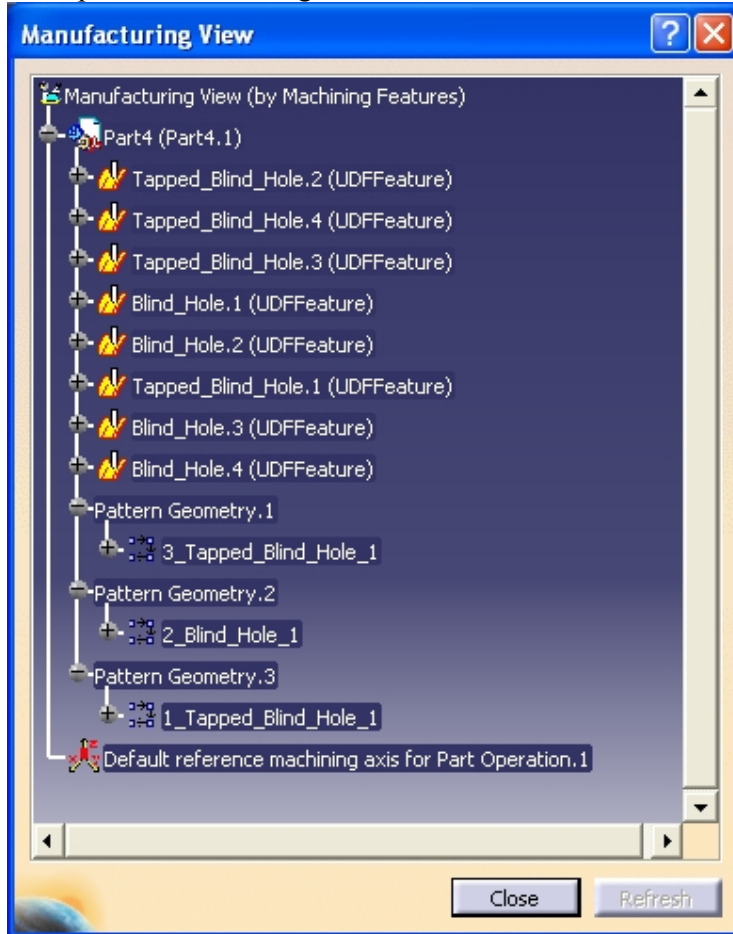 Manufacturing View
Manufacturing View (by Machining Features)
Part4 (Part4.1)
Tapped_Blind_Hole.2 (UDFFeature)
Tapped_Blind_Hole.4 (UDFFeature)
Tapped_Blind_Hole.3 (UDFFeature)
Blind_Hole.1 (UDFFeature)
Blind_Hole.2 (UDFFeature)
Tapped_Blind_Hole.1 (UDFFeature)
Blind_Hole.3 (UDFFeature)
Blind_Hole.4 (UDFFeature)
Pattern Geometry.1
3_Tapped_Blind_Hole_1
Pattern Geometry.2
2_Blind_Hole_1
Pattern Geometry.3
1_Tapped_Blind_Hole_1
Default reference machining axis for Part Operation.1
Close Refresh